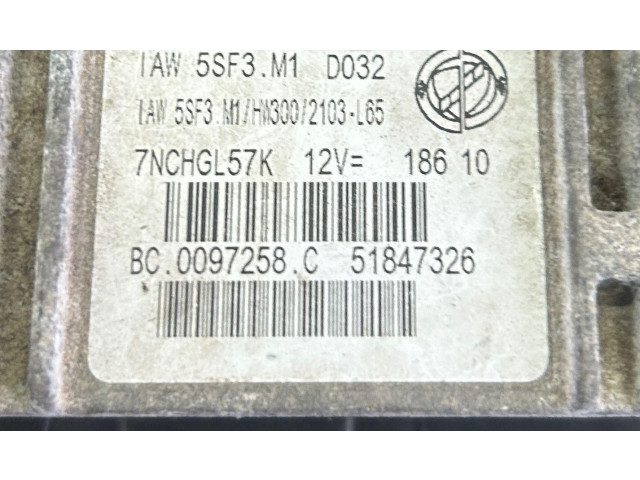 IAW 5SF3.M1 D032
IAW 5SF3.M1/HW300/2103-L65
7NCHGL57K 12V= 186 10
BC.0097258.C 51847326